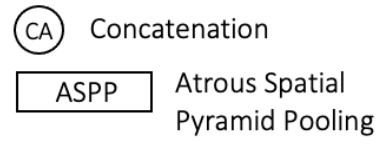 CA Concatenation
ASPP Atrous Spatial
Pyramid Pooling